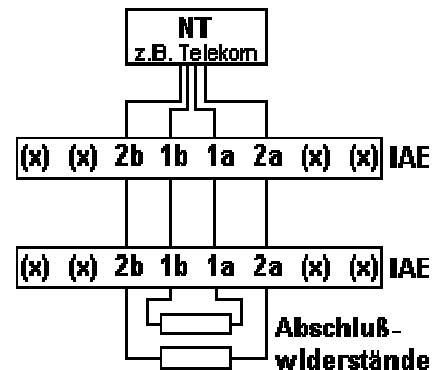 NT
z.B. Telekom
(x) (x) 2b 1b 1a 2a (x) (x) IAE
(x) (x) 2b 1b 1a 2a (x) (x) IAE
Abschluß-
widerstände